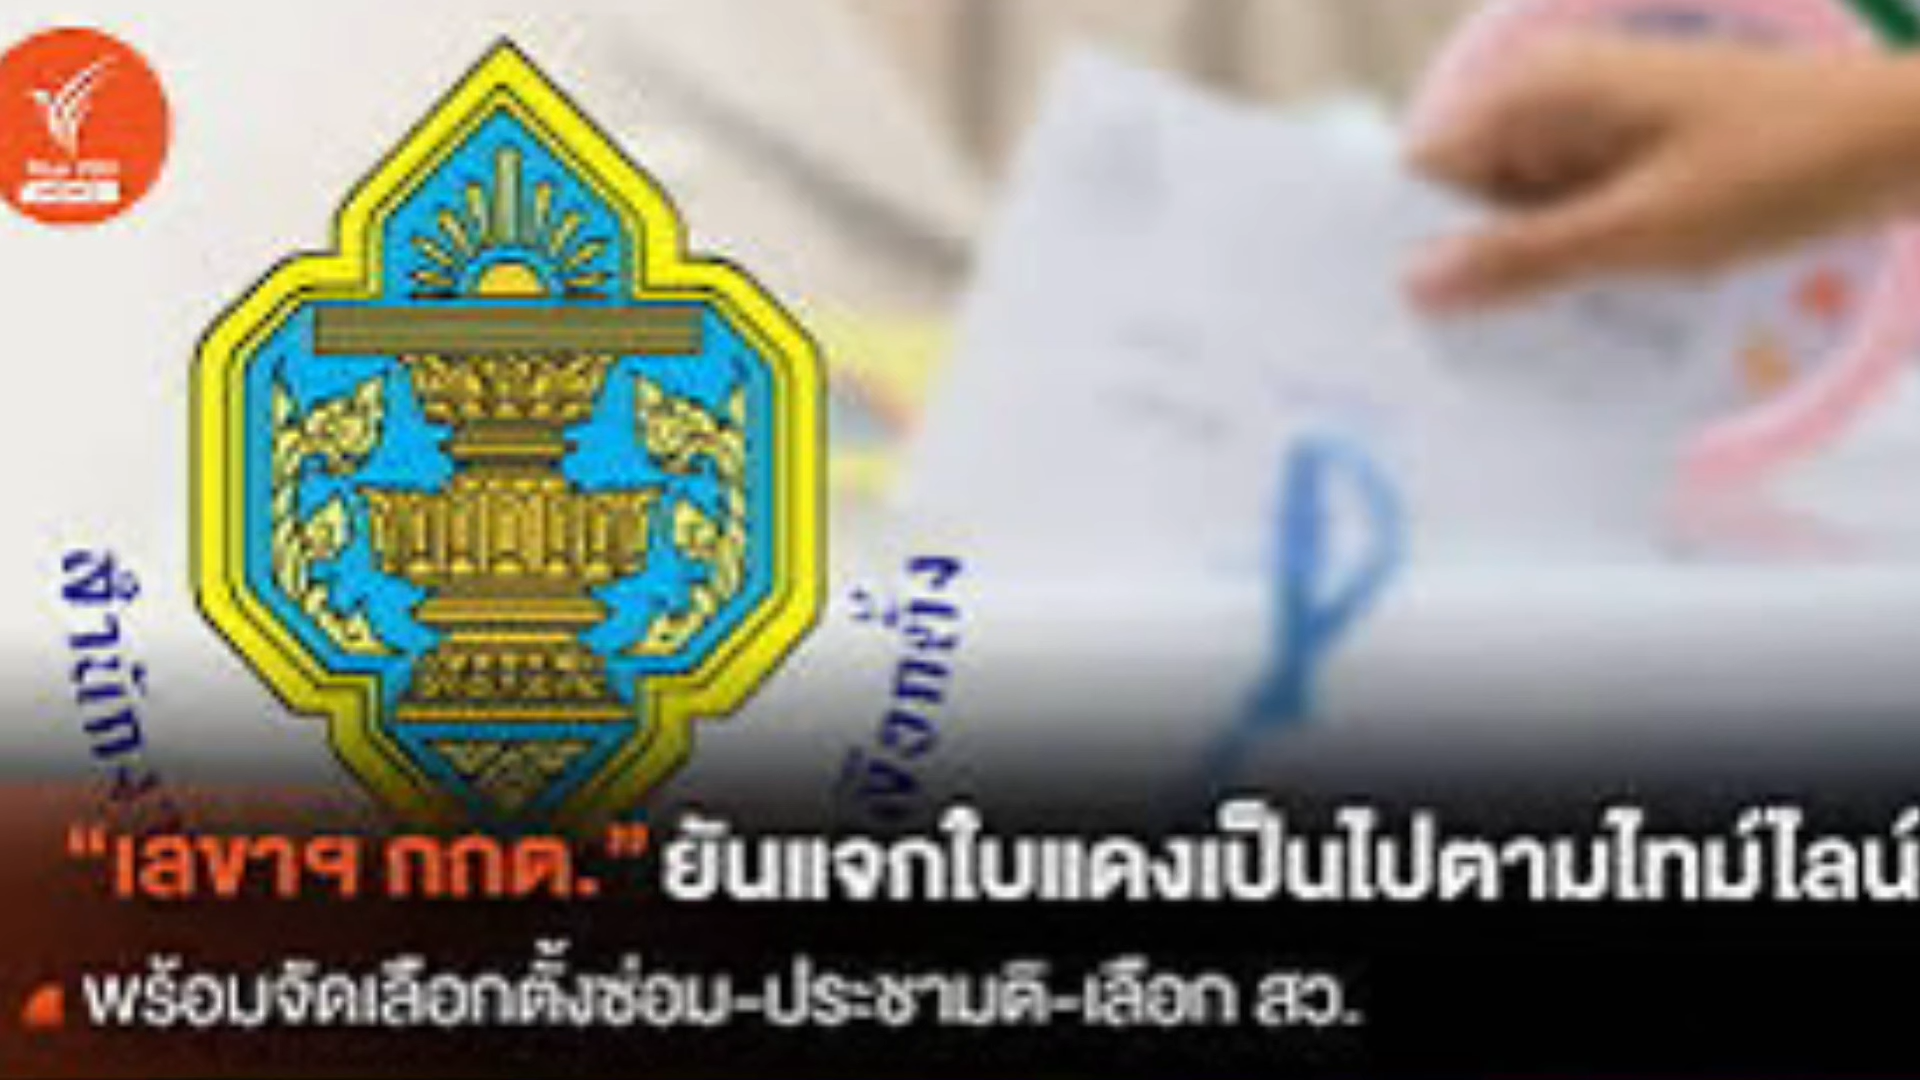 Thai PBS
“เลขาฯ กกต.” ยันแจกใบแดงเป็นไปตามไทม์ไลน์
พร้อมจัดเลือกตั้งซ่อม-ประชามติ-เลือก สว.